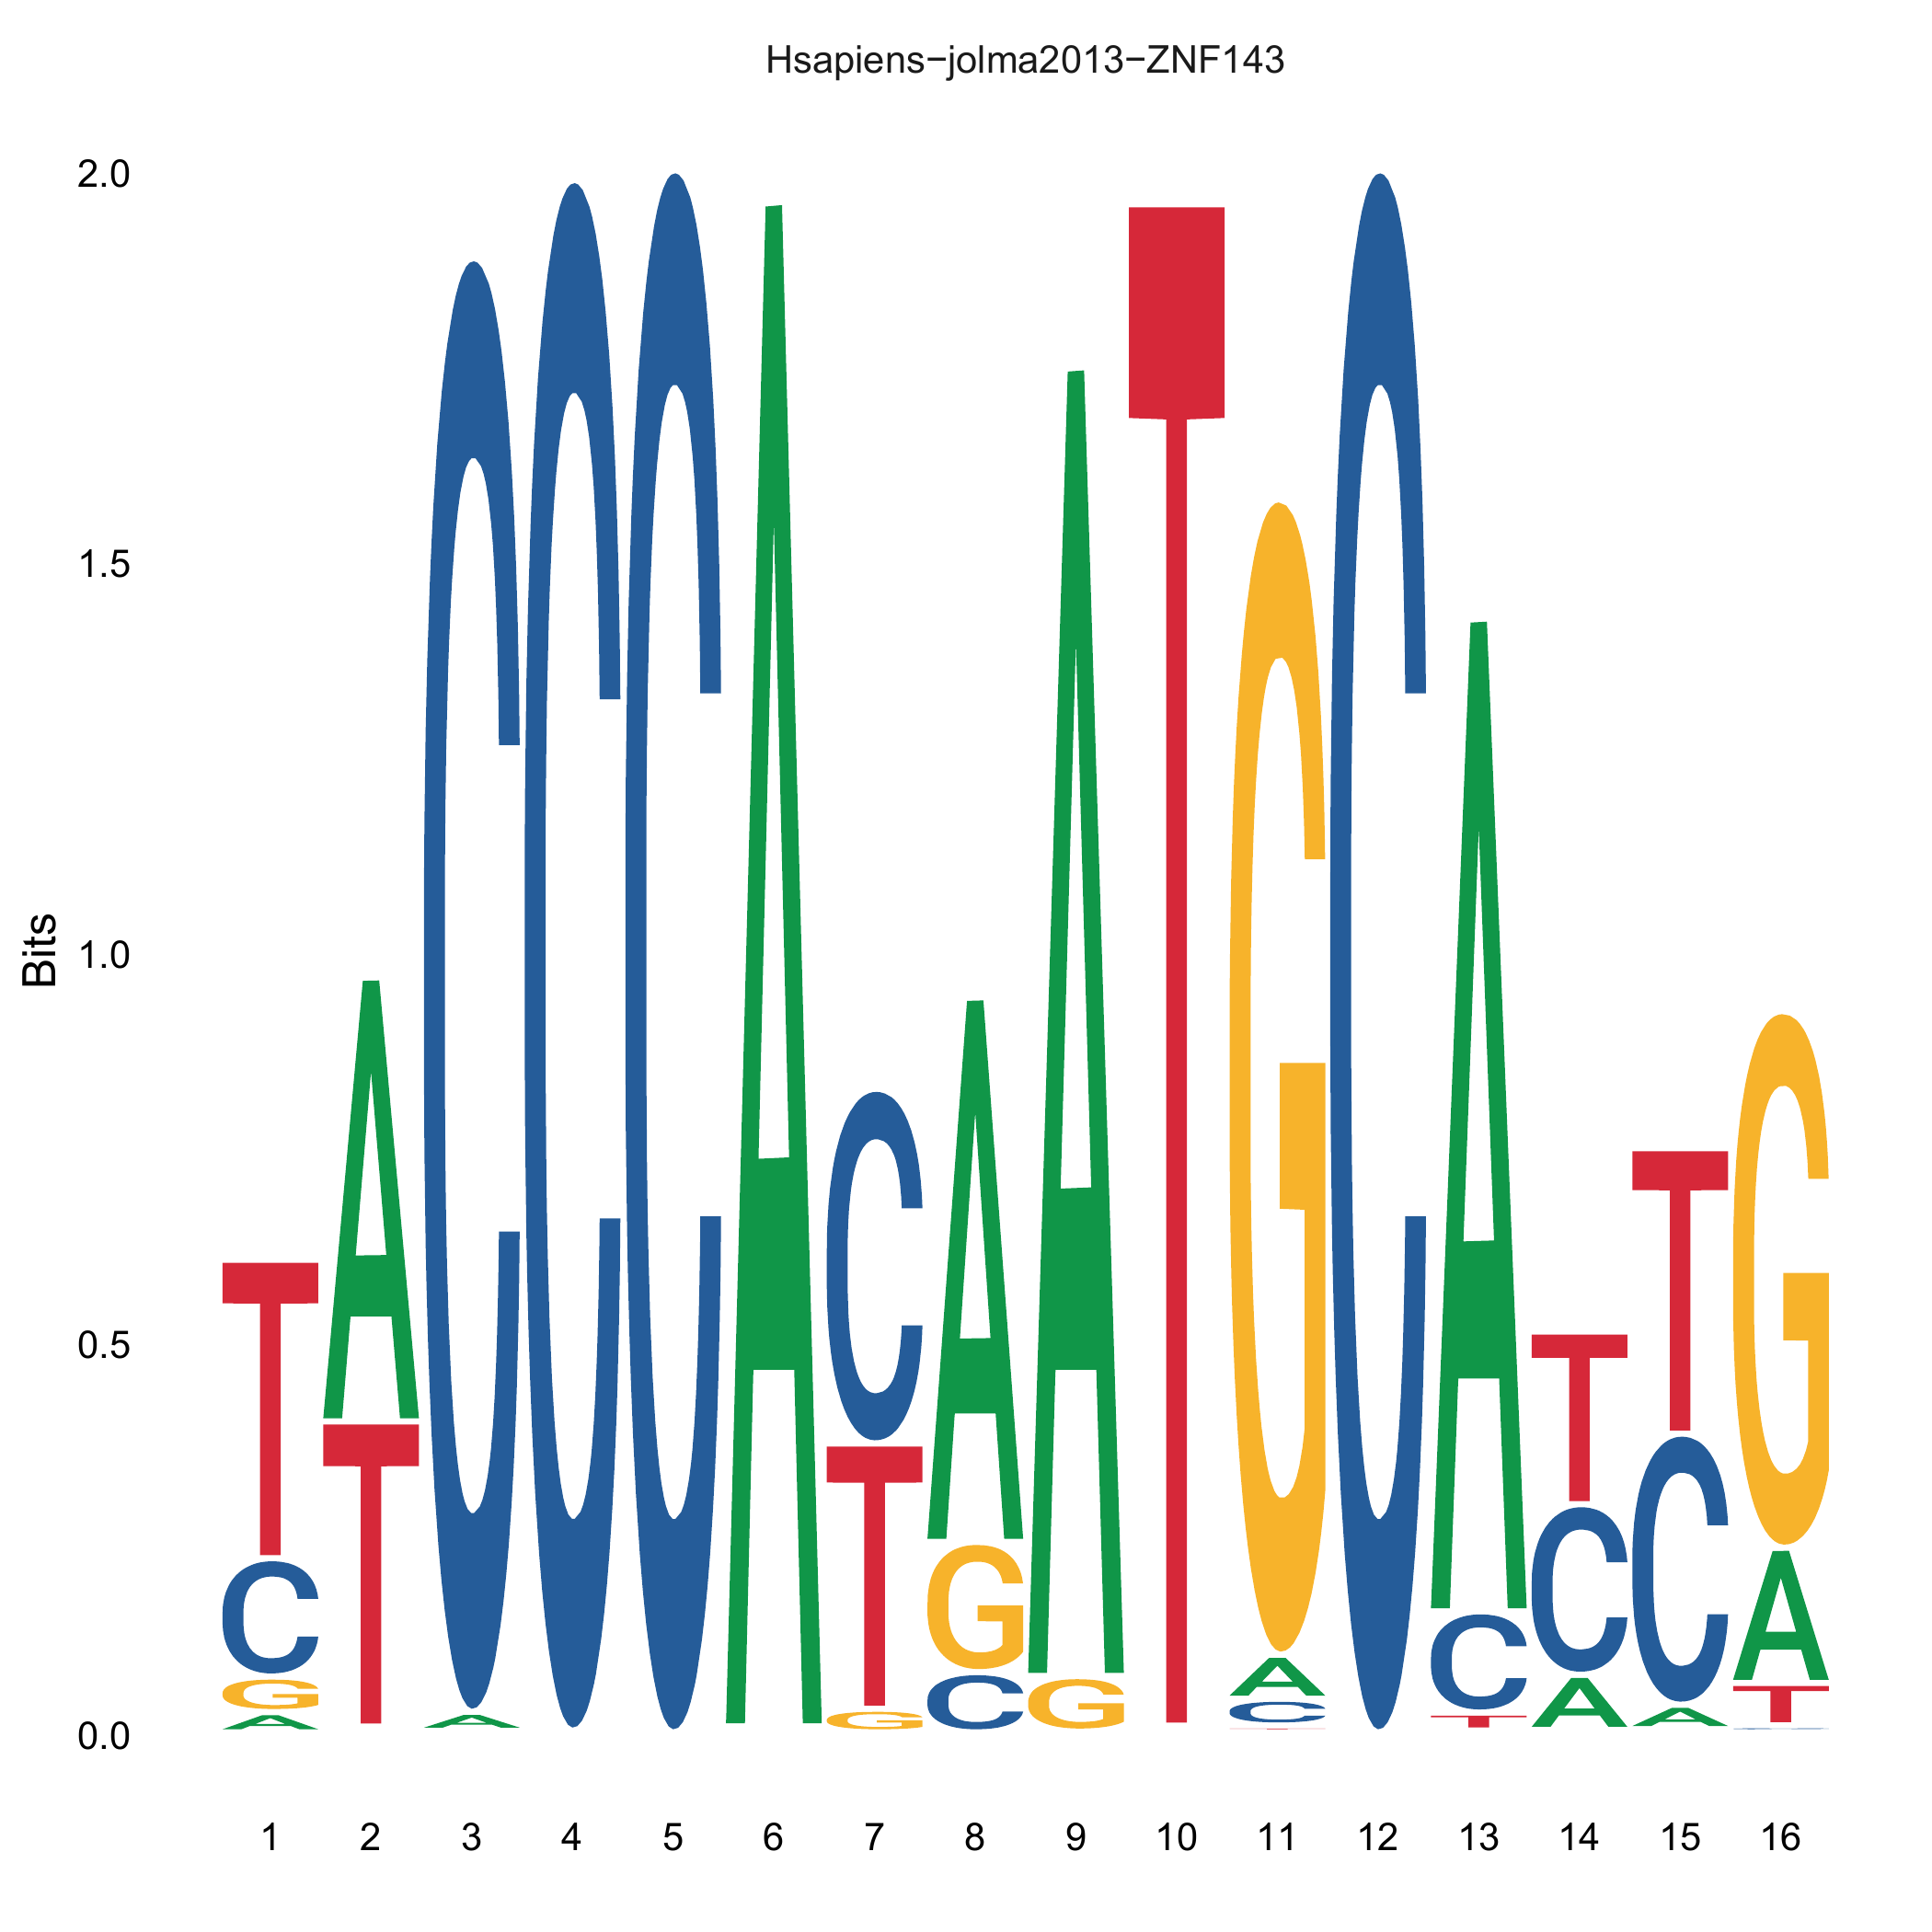 Hsapiens−jolma2013−ZNF143
2.0
1.5
1.0
0.5
0.0
Bits
T A C C C A C A A T G C A T T G
C T A T G G A C C C A
G G C C T A A T
A T
1 2 3 4 5 6 7 8 9 10 11 12 13 14 15 16